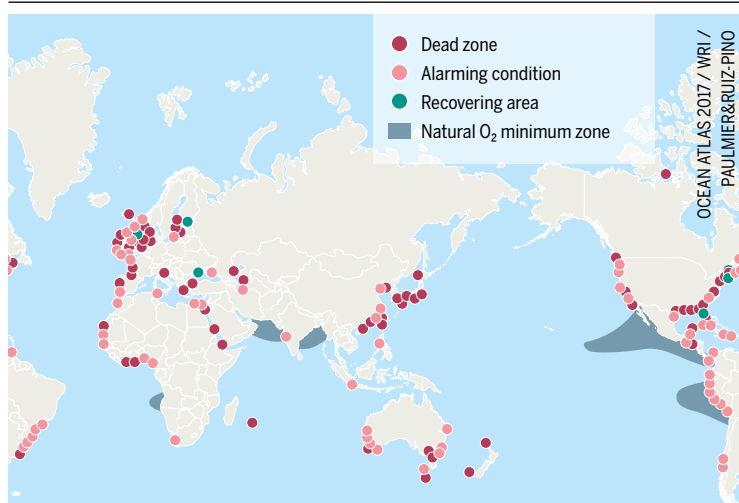 Dead zone
Alarming condition
Recovering area
Natural O₂ minimum zone
OCEAN ATLAS 2017 / WRI /
PAULMIER&RUIZ-PINO